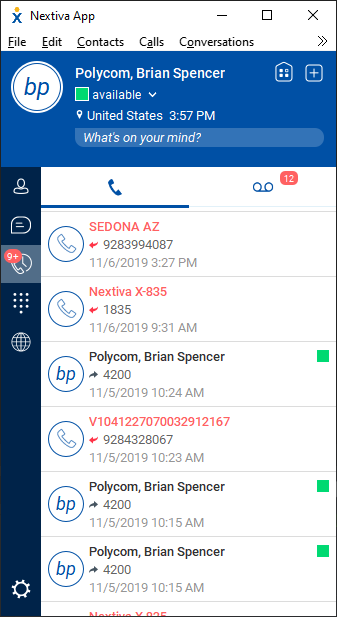 Nextiva App
File Edit Contacts Calls Conversations
bp
Polycom, Brian Spencer
available
United States 3:57 PM
What's on your mind?
12
9+
SEDONA AZ
9283994087
11/6/2019 3:27 PM
Nextiva X-835
1835
11/6/2019 9:31 AM
bp
Polycom, Brian Spencer
4200
11/5/2019 10:24 AM
V1041227070032912167
9284328067
11/5/2019 10:23 AM
bp
Polycom, Brian Spencer
4200
11/5/2019 10:15 AM
bp
Polycom, Brian Spencer
4200
11/5/2019 10:15 AM
Nextiva X-835